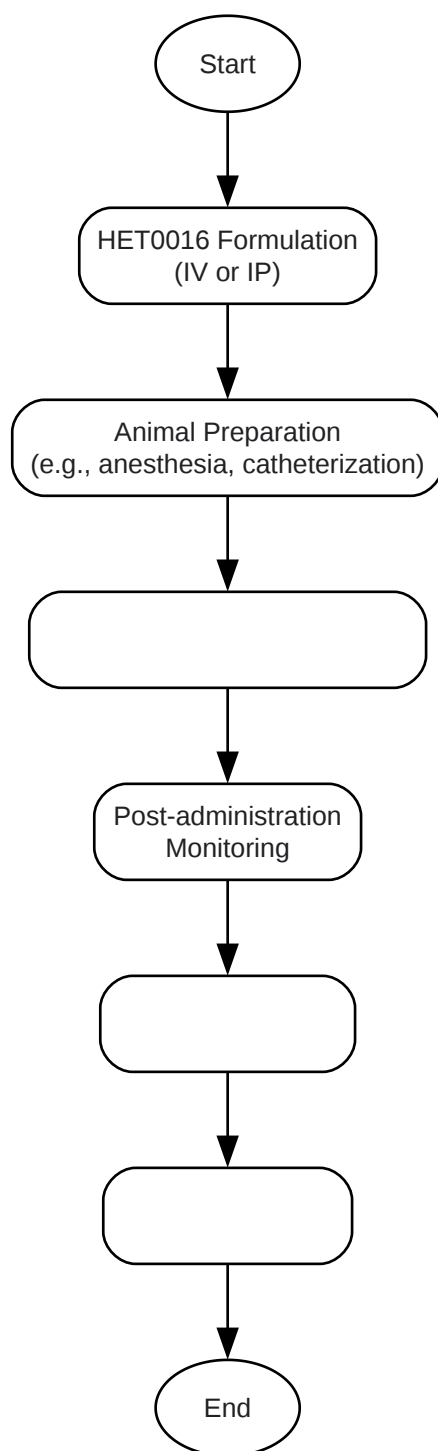 Start
HET0016 Formulation
(IV or IP)
Animal Preparation
(e.g., anesthesia, catheterization)
Post-administration
Monitoring
End